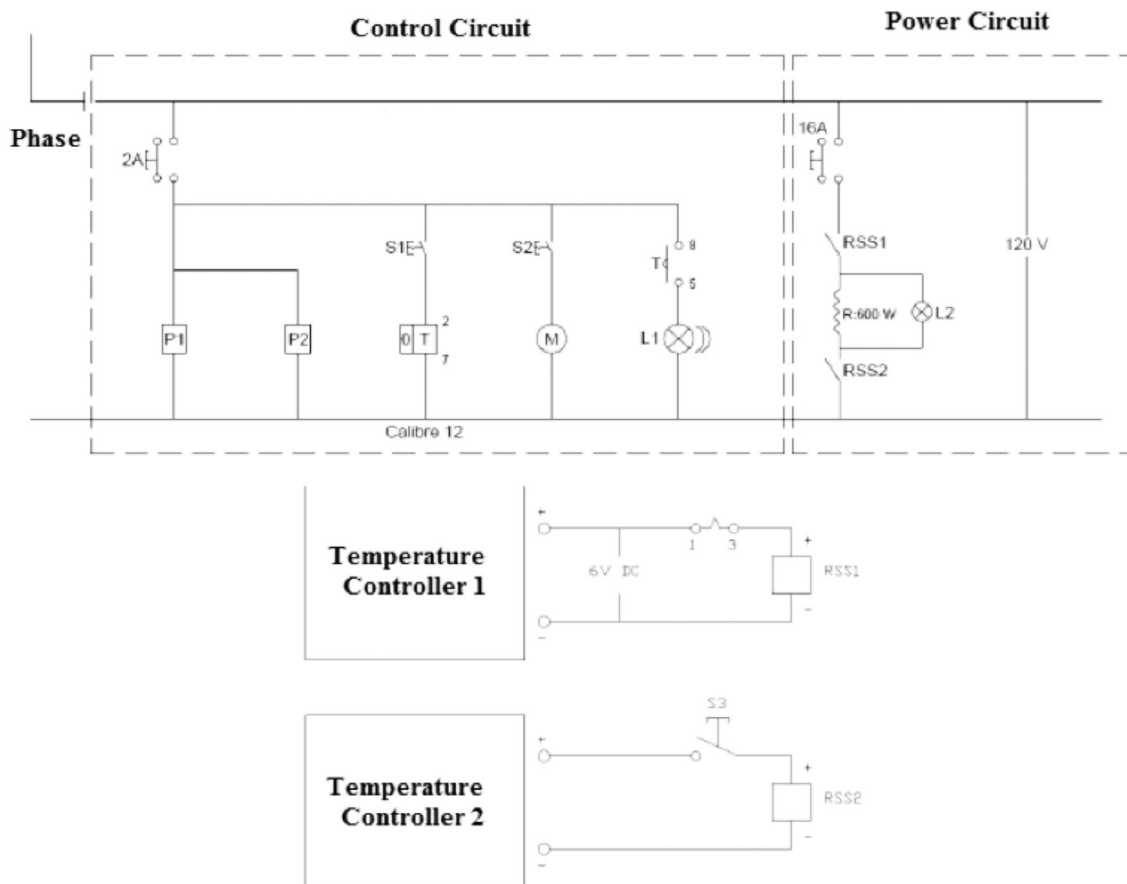 Control Circuit
Power Circuit
Phase
2A
16A
S1
S2
T
8
5
RSS1
120 V
P1
P2
0 T
2
7
M
L1
R:600 W
L2
RSS2
Calibre 12
Temperature
Controller 1
+
-
6V DC
1
3
+
RSS1
-
S3
Temperature
Controller 2
+
-
+
RSS2
-